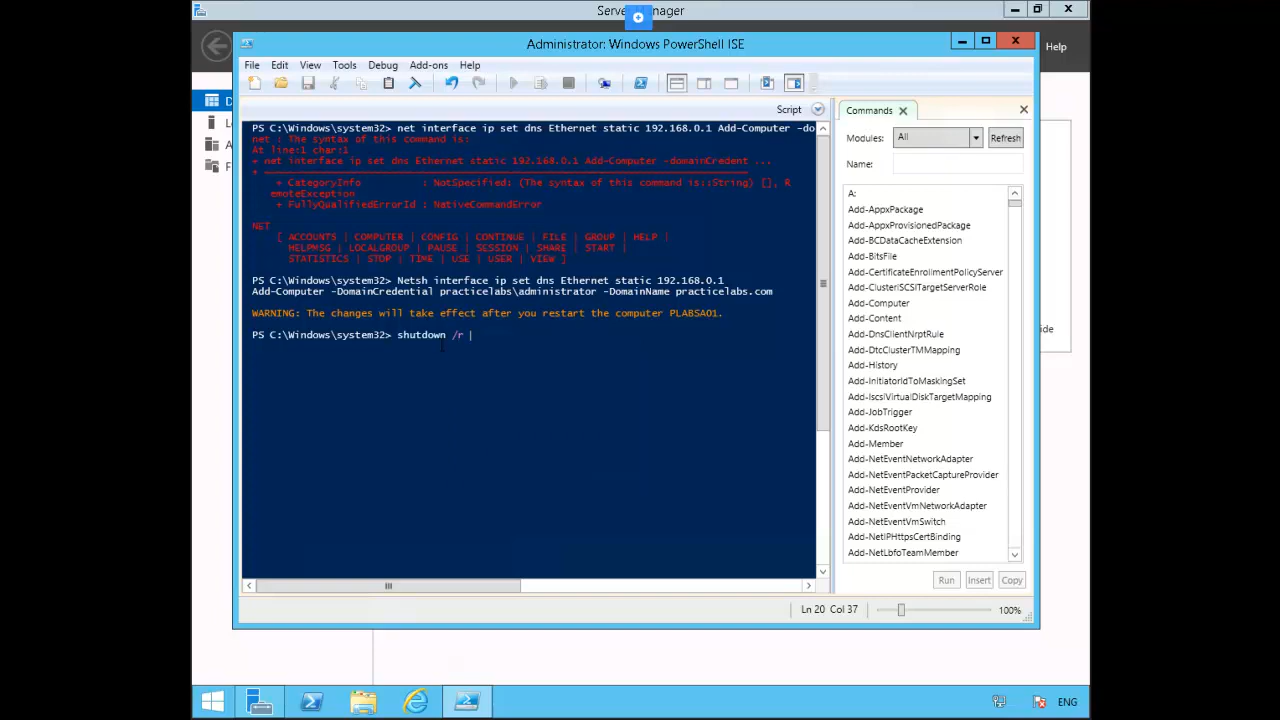 Server Manager
Help
Administrator: Windows PowerShell ISE
File Edit View Tools Debug Add-ons Help
Script
PS C:\Windows\system32> net interface ip set dns Ethernet static 192.168.0.1 Add-Computer -do
net : The syntax of this command is:
At line:1 char:1
+ net interface ip set dns Ethernet static 192.168.0.1 Add-Computer -domainCredent ...
+ ~~~~~~~~~~~~~~~~~~~~~~~~~~~~~~~~~~~~~~~~~~~~~~~~~~~~~~~~~~~~~~~~~~~~~~~~~~~~~~~~
+ CategoryInfo : NotSpecified: (The syntax of this command is::String) [], R
emoteException
+ FullyQualifiedErrorId : NativeCommandError
NET
[ ACCOUNTS | COMPUTER | CONFIG | CONTINUE | FILE | GROUP | HELP |
HELPMSG | LOCALGROUP | PAUSE | SESSION | SHARE | START |
STATISTICS | STOP | TIME | USE | USER | VIEW ]
PS C:\Windows\system32> Netsh interface ip set dns Ethernet static 192.168.0.1
Add-Computer -DomainCredential practicelabs\administrator -DomainName practicelabs.com
WARNING: The changes will take effect after you restart the computer PLABSA01.
PS C:\Windows\system32> shutdown /r
Commands
Modules: All Refresh
Name:
A:
Add-AppxPackage
Add-AppxProvisionedPackage
Add-BCDataCacheExtension
Add-BitsFile
Add-CertificateEnrollmentPolicyServer
Add-ClusteriSCSITargetServerRole
Add-Computer
Add-Content
Add-DnsClientNrptRule
Add-DtcClusterTMMapping
Add-History
Add-InitiatorIdToMaskingSet
Add-IscsiVirtualDiskTargetMapping
Add-JobTrigger
Add-KdsRootKey
Add-Member
Add-NetEventNetworkAdapter
Add-NetEventPacketCaptureProvider
Add-NetEventProvider
Add-NetEventVmNetworkAdapter
Add-NetEventVmSwitch
Add-NetIPHttpsCertBinding
Add-NetLbfoTeamMember
Run Insert Copy
Ln 20 Col 37 100%
ide
ENG